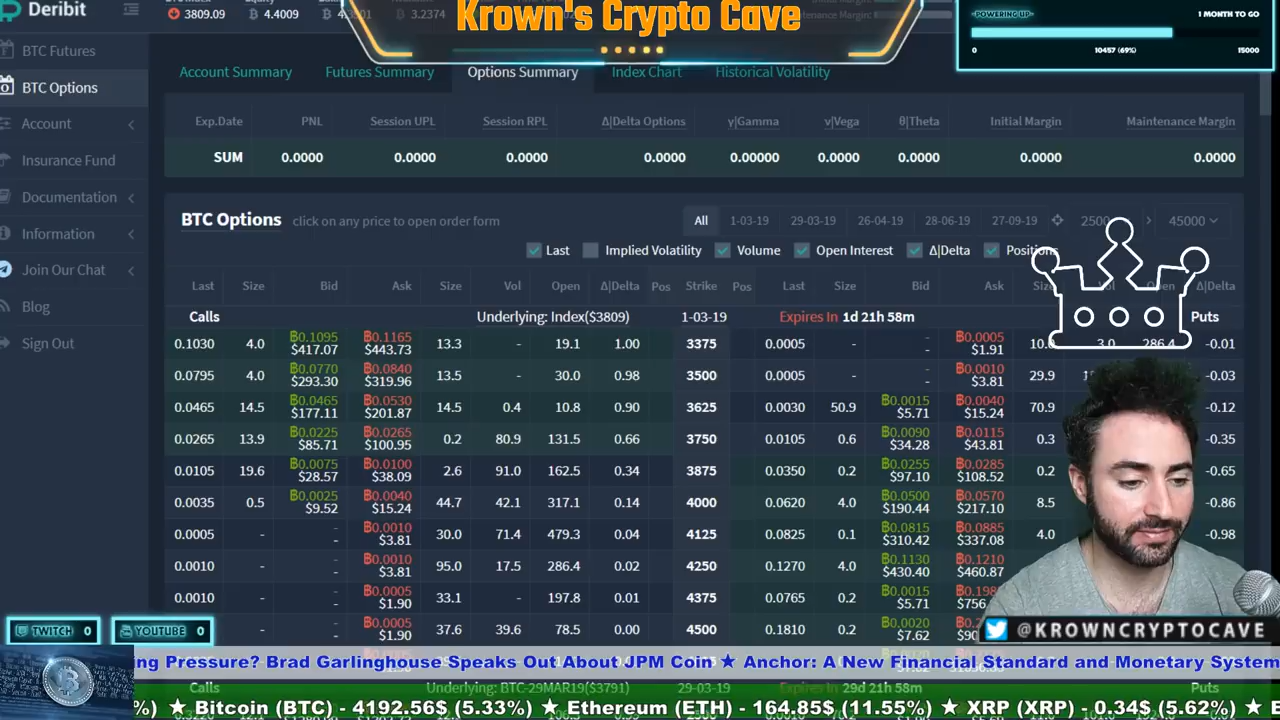 Deribit
3809.09
Equity
4.4009
3.2374
Maintenance Margin
Krown's Crypto Cave
POWERING UP
1 MONTH TO GO
0 10457 (69%) 15000
BTC Futures
BTC Options
Account
Insurance Fund
Documentation
Information
Join Our Chat
Blog
Sign Out
Account Summary Futures Summary Options Summary Index Chart Historical Volatility
Exp.Date PNL Session UPL Session RPL Δ|Delta Options γ|Gamma ν|Vega θ|Theta Initial Margin Maintenance Margin
SUM 0.0000 0.0000 0.0000 0.0000 0.00000 0.0000 0.0000 0.0000 0.0000
BTC Options click on any price to open order form All 1-03-19 29-03-19 26-04-19 28-06-19 27-09-19 2500 45000
Last Implied Volatility Volume Open Interest Δ|Delta
Last Size Bid Ask Size Vol Open Δ|Delta Pos Strike Pos Last Size Bid Ask Size Open Δ|Delta
Calls Underlying: Index($3809) 1-03-19 Expires In 1d 21h 58m Puts
0.1030 4.0 ฿0.1095 $417.07 ฿0.1165 $443.73 13.3 - 19.1 1.00 3375 0.0005 - - - ฿0.0005 $1.91 10.0 3.0 286.4 -0.01
0.0795 4.0 ฿0.0770 $293.30 ฿0.0840 $319.96 13.5 - 30.0 0.98 3500 0.0005 - - - ฿0.0010 $3.81 29.9 -0.03
0.0465 14.5 ฿0.0465 $177.11 ฿0.0530 $201.87 14.5 0.4 10.8 0.90 3625 0.0030 50.9 ฿0.0015 $5.71 ฿0.0040 $15.24 70.9 -0.12
0.0265 13.9 ฿0.0225 $85.71 ฿0.0265 $100.95 0.2 80.9 131.5 0.66 3750 0.0105 0.6 ฿0.0090 $34.28 ฿0.0115 $43.81 0.3 -0.35
0.0105 19.6 ฿0.0075 $28.57 ฿0.0100 $38.09 2.6 91.0 162.5 0.34 3875 0.0350 0.2 ฿0.0255 $97.10 ฿0.0285 $108.52 0.2 -0.65
0.0035 0.5 ฿0.0025 $9.52 ฿0.0040 $15.24 44.7 42.1 317.1 0.14 4000 0.0620 4.0 ฿0.0500 $190.44 ฿0.0570 $217.10 8.5 -0.86
0.0005 - - ฿0.0010 $3.81 30.0 71.4 479.3 0.04 4125 0.0825 0.1 ฿0.0815 $310.42 ฿0.0885 $337.08 4.0 -0.98
0.0010 - - ฿0.0010 $3.81 95.0 17.5 286.4 0.02 4250 0.1270 4.0 ฿0.1130 $430.40 ฿0.1210 $460.87
0.0010 - - ฿0.0005 $1.90 33.1 - 197.8 0.01 4375 0.0765 0.2 ฿0.0015 $5.71
- - - ฿0.0005 $1.90 37.6 39.6 78.5 0.00 4500 0.1810 0.2 ฿0.0020 $7.62
TWITCH 0 YOUTUBE 0
@KROWNCRYPTOCAVE
ing Pressure? Brad Garlinghouse Speaks Out About JPM Coin ★ Anchor: A New Financial Standard and Monetary System
Calls Underlying: BTC-29MAR19($3791) 29-03-19 Expires In 29d 21h 58m Puts
%) ★ Bitcoin (BTC) - 4192.56$ (5.33%) ★ Ethereum (ETH) - 164.85$ (11.55%) ★ XRP (XRP) - 0.34$ (5.62%) ★